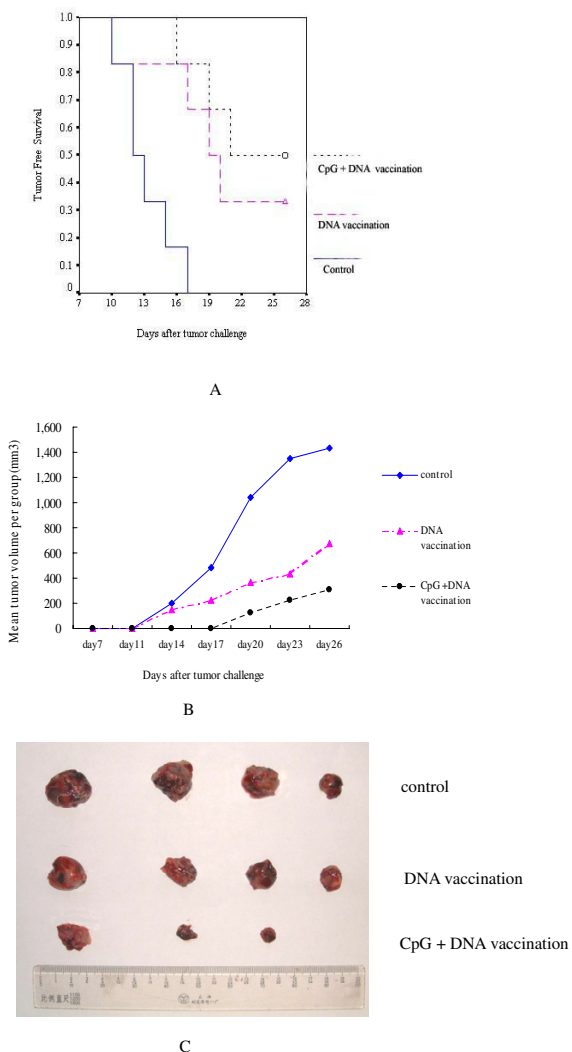 Tumor Free Survival
1.0
0.9
0.8
0.6
0.5
0.4
0.3
0.2
0.1
0
7
10
13
16
19
22
25
28
Days after tumor challenge
CpG + DNA vaccination
DNA vaccination
Control
A
Mean tumor volume per group (mm3)
1,600
1,400
1,200
1,000
800
600
400
200
0
day7
day11
day14
day17
day20
day23
day26
Days after tumor challenge
control
DNA
vaccination
CpG+DNA
vaccination
B
control
DNA vaccination
CpG + DNA vaccination
比例直尺
C